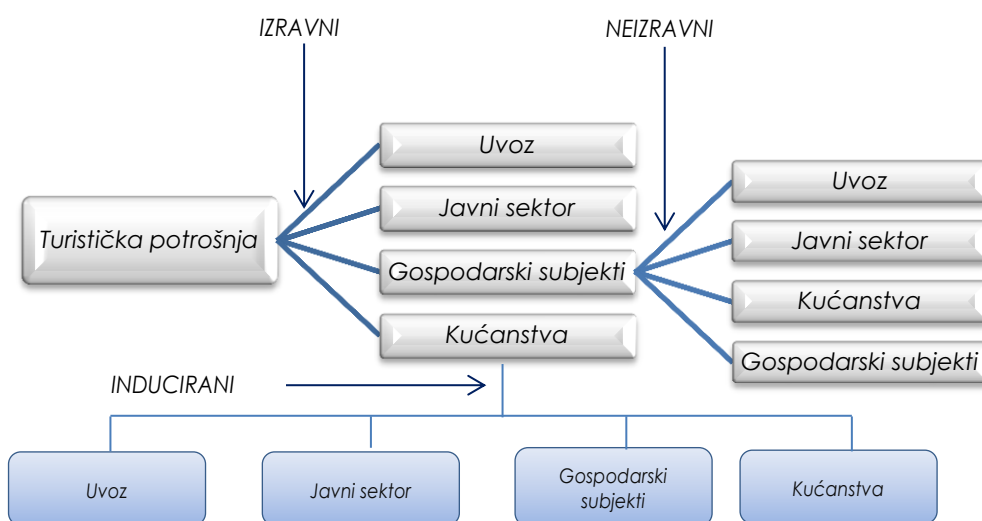 IZRAVNI
NEIZRAVNI
Uvoz
Javni sektor
Turistička potrošnja
Gospodarski subjekti
Kućanstva
Uvoz
Javni sektor
Kućanstva
Gospodarski subjekti
INDUCIRANI
Uvoz
Javni sektor
Gospodarski
subjekti
Kućanstva